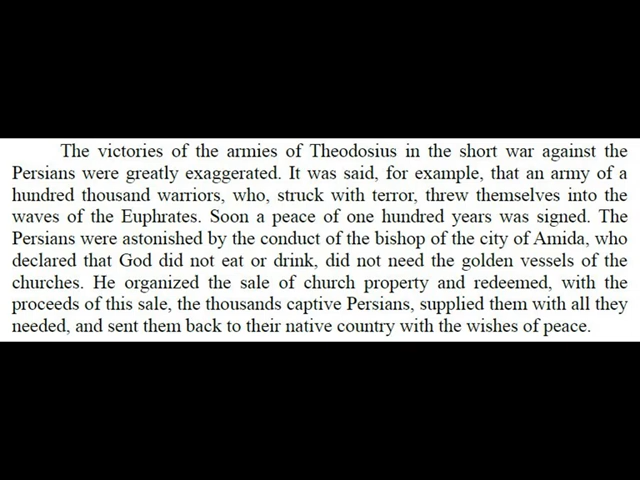 The victories of the armies of Theodosius in the short war against the
Persians were greatly exaggerated. It was said, for example, that an army of a
hundred thousand warriors, who, struck with terror, threw themselves into the
waves of the Euphrates. Soon a peace of one hundred years was signed. The
Persians were astonished by the conduct of the bishop of the city of Amida, who
declared that God did not eat or drink, did not need the golden vessels of the
churches. He organized the sale of church property and redeemed, with the
proceeds of this sale, the thousands captive Persians, supplied them with all they
needed, and sent them back to their native country with the wishes of peace.